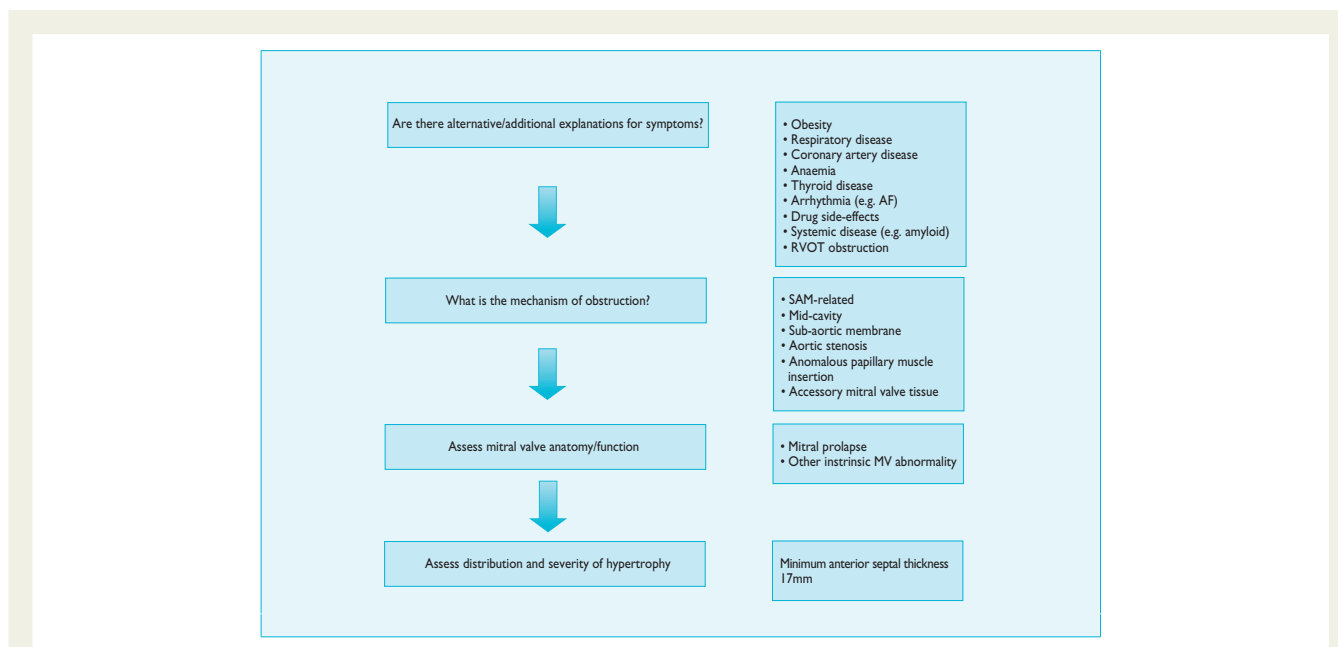 Are there alternative/additional explanations for symptoms?
• Obesity
• Respiratory disease
• Coronary artery disease
• Anaemia
• Thyroid disease
• Arrhythmia (e.g. AF)
• Drug side-effects
• Systemic disease (e.g. amyloid)
• RVOT obstruction
What is the mechanism of obstruction?
• SAM-related
• Mid-cavity
• Sub-aortic membrane
• Aortic stenosis
• Anomalous papillary muscle
insertion
• Accessory mitral valve tissue
Assess mitral valve anatomy/function
• Mitral prolapse
• Other instrinsic MV abnormality
Assess distribution and severity of hypertrophy
Minimum anterior septal thickness
17mm